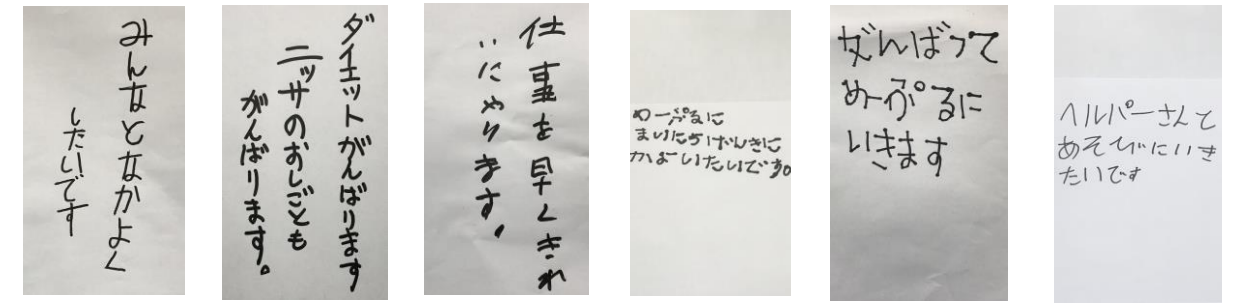 みんなとなかよく
したいです
ダイエットがんばります
ニッサのおしごとも
がんばります。
仕事を早くきれ
いにやります。
めーぷるに
まいにちげんきに
かよいたいです。
がんばって
めーぷるに
いきます
ヘルパーさんて
あそびにいき
たいです